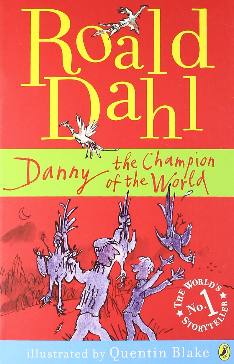 Roald
Dahl
Danny the Champion
of the World
THE WORLD'S
No. 1
STORYTELLER
illustrated by Quentin Blake